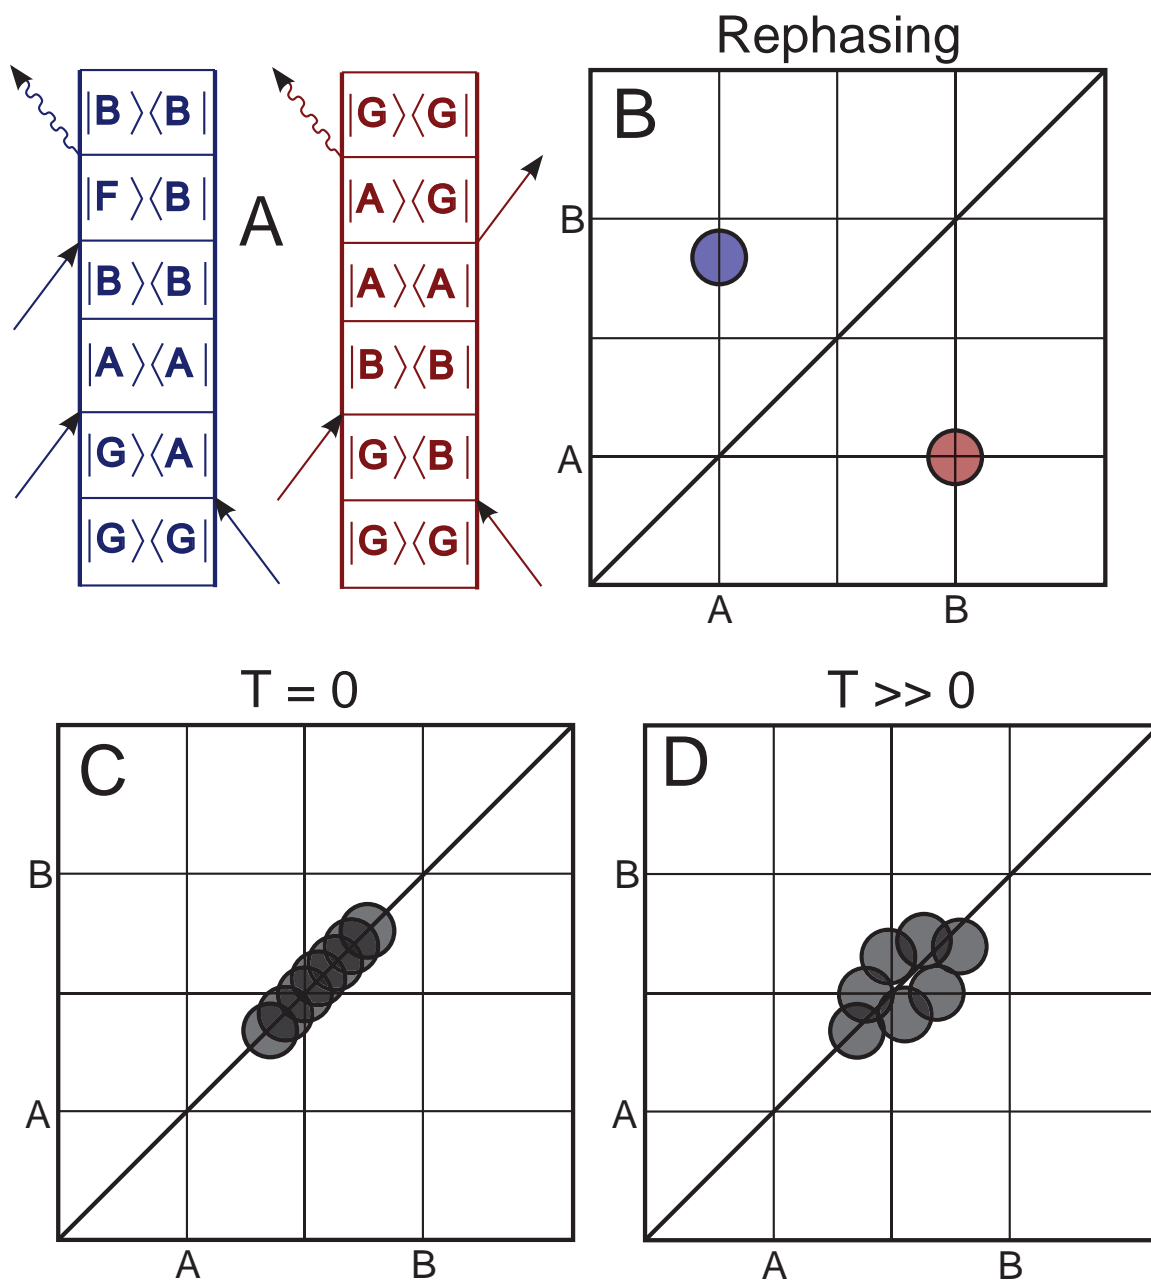 Rephasing
|B⟩⟨B| |G⟩⟨G| B
|F⟩⟨B| A |A⟩⟨G|
B
|B⟩⟨B| |A⟩⟨A|
|A⟩⟨A| |B⟩⟨B|
|G⟩⟨A| |G⟩⟨B| A
|G⟩⟨G| |G⟩⟨G|
A B
T = 0 T >> 0
C D
B B
A A
A B A B